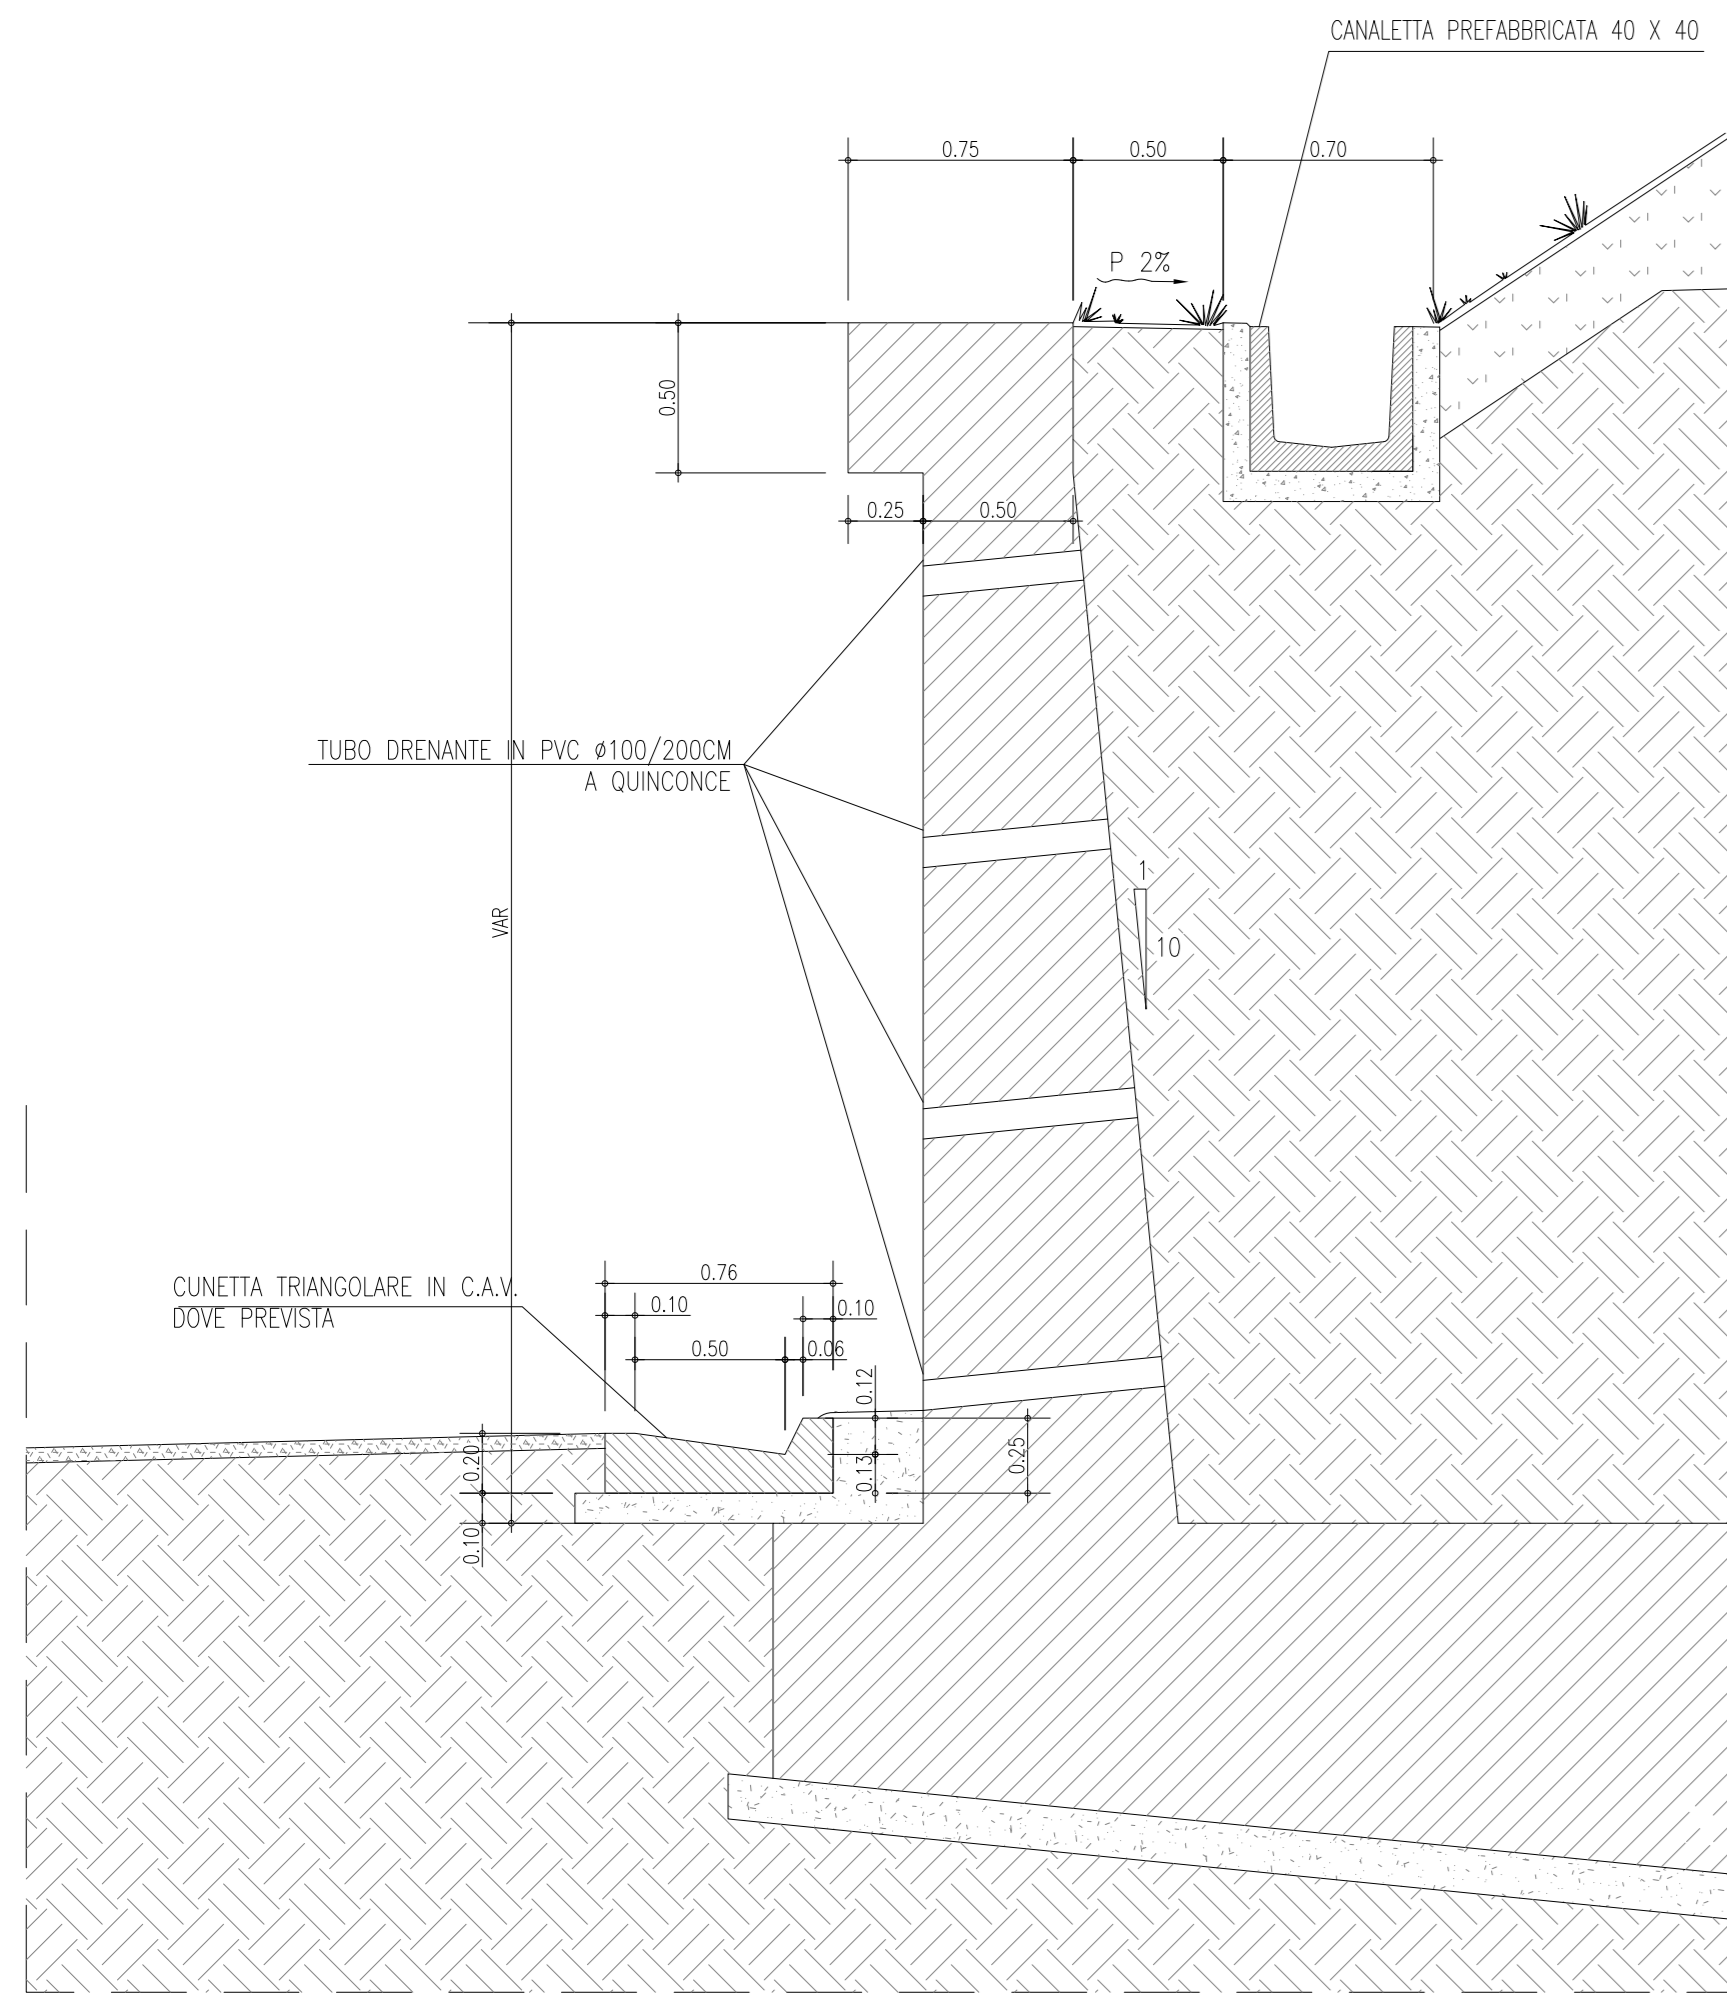 CANALETTA PREFABBRICATA 40 X 40
0.75
0.50
0.70
P 2%
0.50
0.25
0.50
TUBO DRENANTE IN PVC ø100/200CM
A QUINCONCE
VAR
1
10
CUNETTA TRIANGOLARE IN C.A.V.
DOVE PREVISTA
0.76
0.10
0.10
0.50
0.06
0.12
0.13
0.25
0.20
0.10